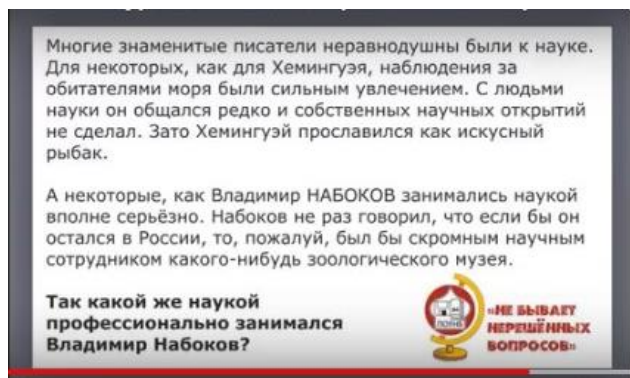 Многие знаменитые писатели неравнодушны были к науке.
Для некоторых, как для Хемингуэя, наблюдения за
обитателями моря были сильным увлечением. С людьми
науки он общался редко и собственных научных открытий
не сделал. Зато Хемингуэй прославился как искусный
рыбак.
А некоторые, как Владимир НАБОКОВ занимались наукой
вполне серьёзно. Набоков не раз говорил, что если бы он
остался в России, то, пожалуй, был бы скромным научным
сотрудником какого-нибудь зоологического музея.
Так какой же наукой
профессионально занимался
Владимир Набоков?
«НЕ БЫВАЕТ
НЕРЕШЁННЫХ
ВОПРОСОВ»